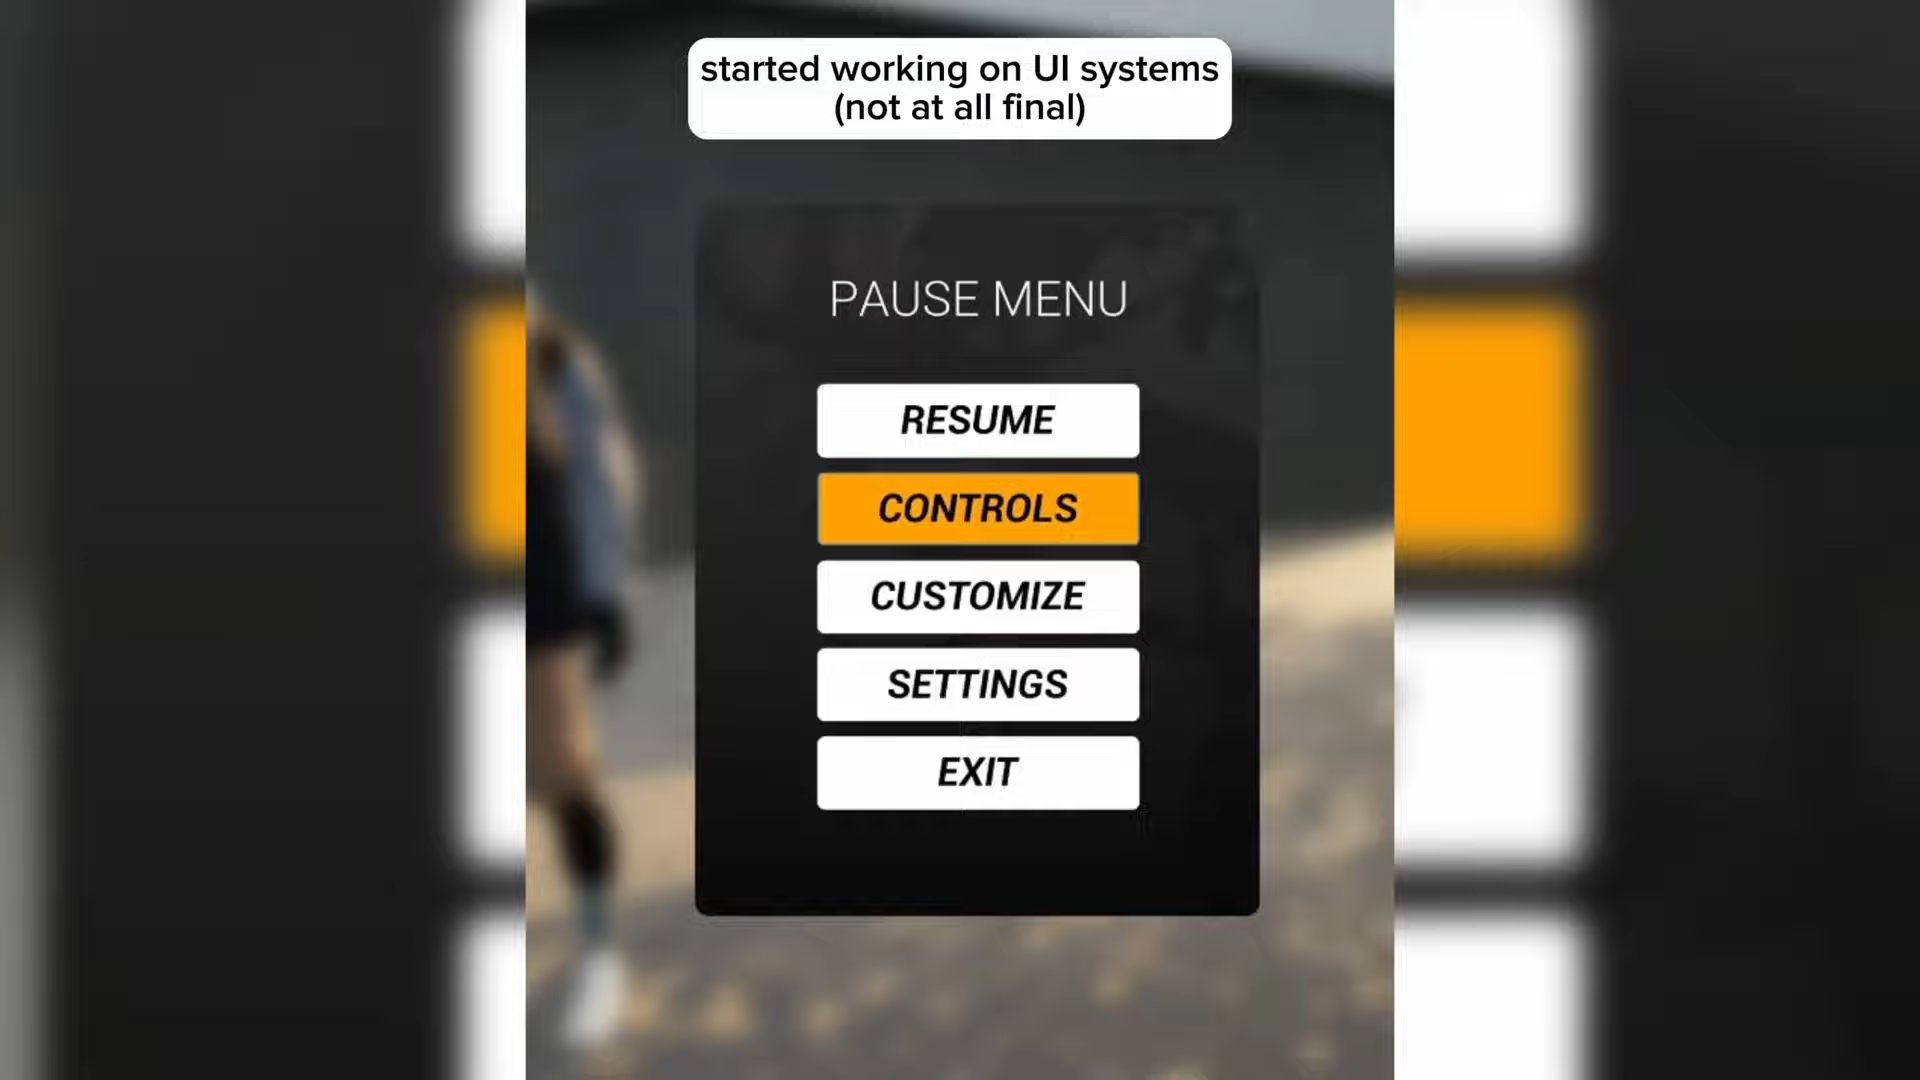 started working on UI systems
(not at all final)
PAUSE MENU
RESUME
CONTROLS
CUSTOMIZE
SETTINGS
EXIT